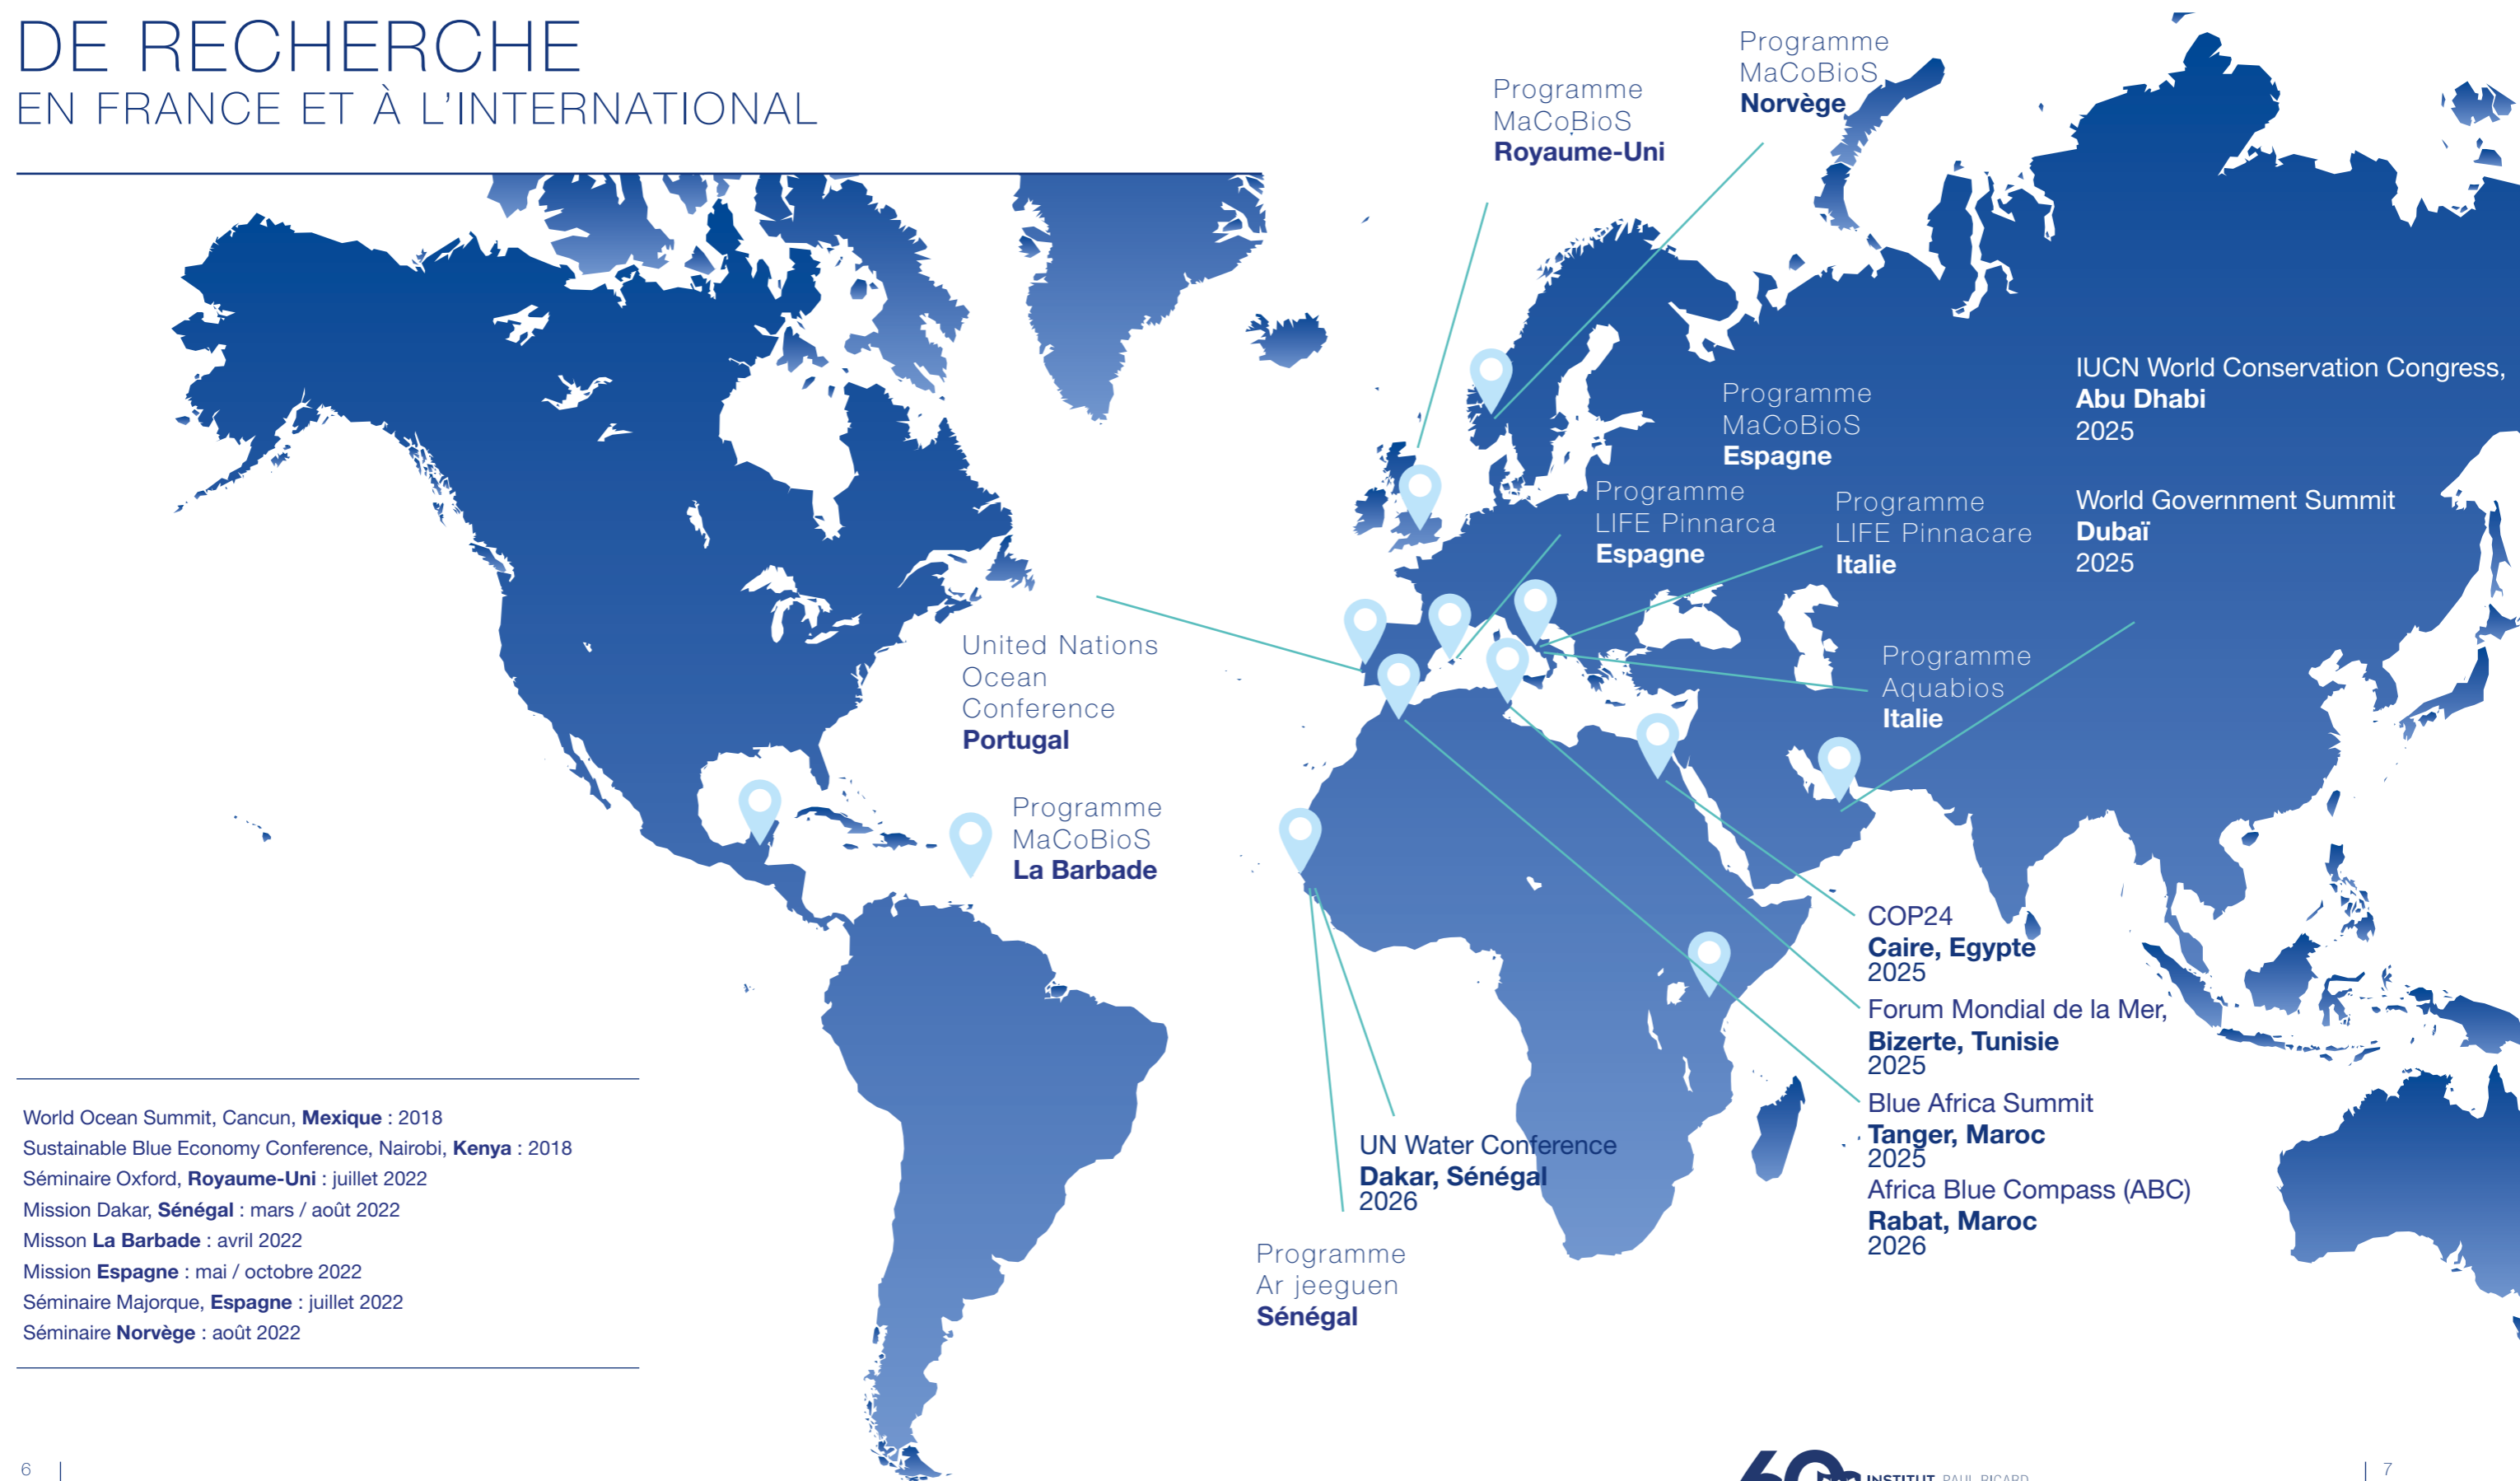 DE RECHERCHE
EN FRANCE ET À L'INTERNATIONAL
Programme
MaCoBioS
Royaume-Uni
Programme
MaCoBioS
Norvège
Programme
MaCoBioS
Espagne
Programme
LIFE Pinnarca
Espagne
Programme
LIFE Pinnacare
Italie
IUCN World Conservation Congress,
Abu Dhabi
2025
World Government Summit
Dubaï
2025
Programme
Aquabios
Italie
United Nations
Ocean
Conference
Portugal
Programme
MaCoBioS
La Barbade
COP24
Caire, Egypte
2025
Forum Mondial de la Mer,
Bizerte, Tunisie
2025
Blue Africa Summit
Tanger, Maroc
2025
Africa Blue Compass (ABC)
Rabat, Maroc
2026
UN Water Conference
Dakar, Sénégal
2026
Programme
Ar jeeguen
Sénégal
World Ocean Summit, Cancun, Mexique : 2018
Sustainable Blue Economy Conference, Nairobi, Kenya : 2018
Séminaire Oxford, Royaume-Uni : juillet 2022
Mission Dakar, Sénégal : mars / août 2022
Misson La Barbade : avril 2022
Mission Espagne : mai / octobre 2022
Séminaire Majorque, Espagne : juillet 2022
Séminaire Norvège : août 2022
6
60
INSTITUT PAUL RICARD
7